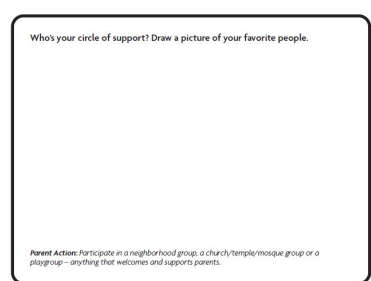 Who's your circle of support? Draw a picture of your favorite people.
Parent Action: Participate in a neighborhood group, a church/temple/mosque group or a
playgroup – anything that welcomes and supports parents.